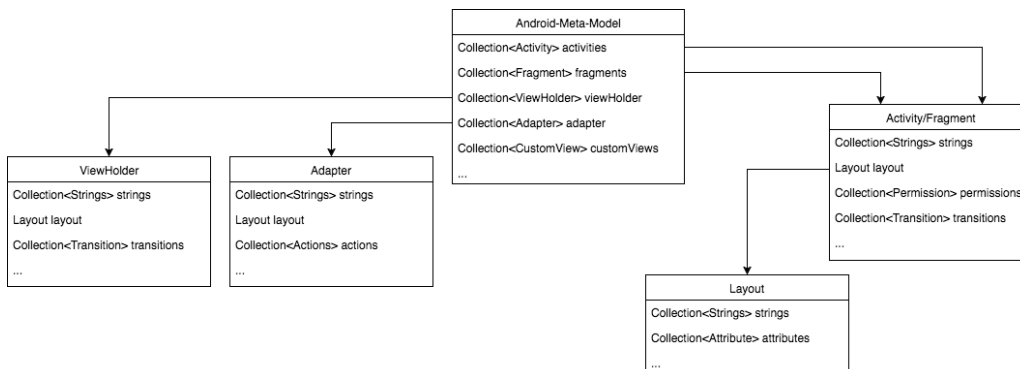 Android-Meta-Model
Collection<Activity> activities
Collection<Fragment> fragments
Collection<ViewHolder> viewHolder
Collection<Adapter> adapter
Collection<CustomView> customViews
...
ViewHolder
Collection<Strings> strings
Layout layout
Collection<Transition> transitions
...
Adapter
Collection<Strings> strings
Layout layout
Collection<Actions> actions
...
Activity/Fragment
Collection<Strings> strings
Layout layout
Collection<Permission> permissions
Collection<Transition> transitions
...
Layout
Collection<Strings> strings
Collection<Attribute> attributes
...